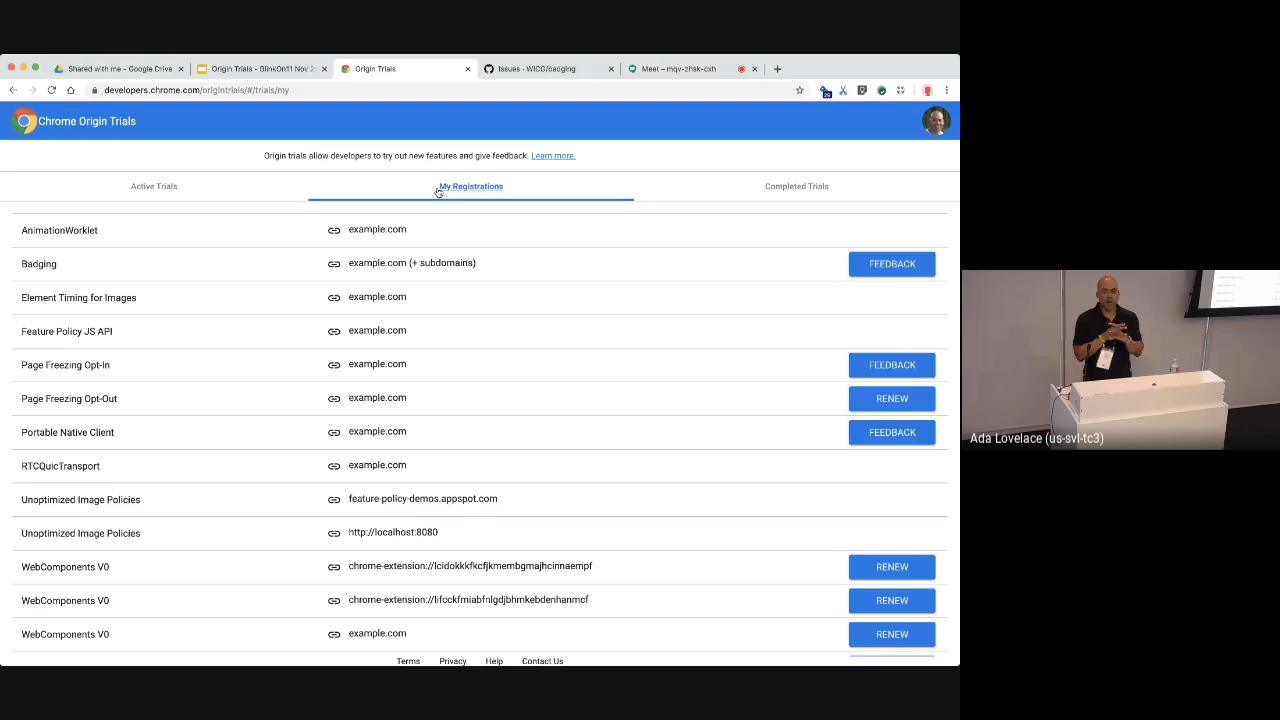 Shared with me - Google Drive
Origin Trials - BlinkOn11 Nov 2
Origin Trials
Issues · WICG/badging
Meet – mqv-zhsk-cxh
developers.chrome.com/origintrials/#/trials/my
Chrome Origin Trials
Origin trials allow developers to try out new features and give feedback. Learn more.
Active Trials
My Registrations
Completed Trials
AnimationWorklet example.com
Badging example.com (+ subdomains) FEEDBACK
Element Timing for Images example.com
Feature Policy JS API example.com
Page Freezing Opt-In example.com FEEDBACK
Page Freezing Opt-Out example.com RENEW
Portable Native Client example.com FEEDBACK
RTCQuicTransport example.com
Unoptimized Image Policies feature-policy-demos.appspot.com
Unoptimized Image Policies http://localhost:8080
WebComponents V0 chrome-extension://lcidokkkfkcfjkmembgmajhcinnaempf RENEW
WebComponents V0 chrome-extension://lifcckfmiabfnlgdjbhmkebdenhanmcf RENEW
WebComponents V0 example.com RENEW
Terms Privacy Help Contact Us
Ada Lovelace (us-svl-tc3)